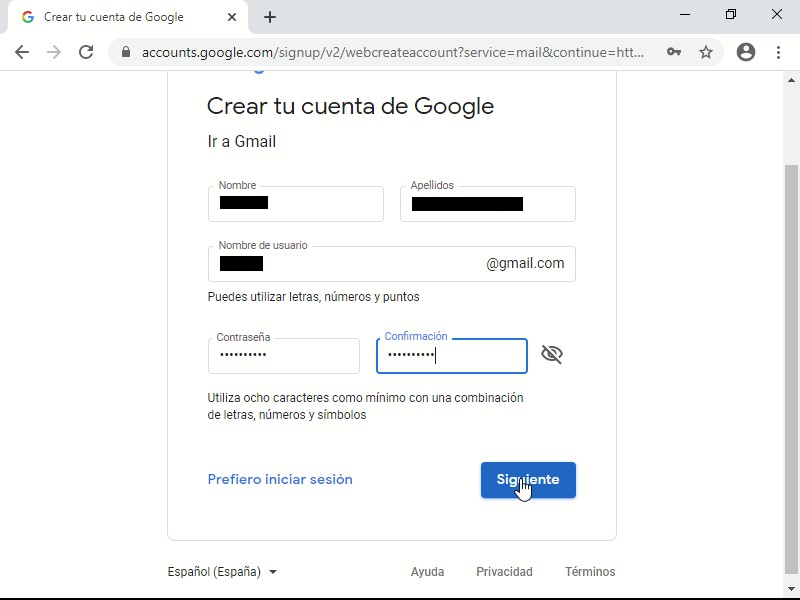 Crear tu cuenta de Google
accounts.google.com/signup/v2/webcreateaccount?service=mail&continue=htt...
Crear tu cuenta de Google
Ir a Gmail
Nombre
Apellidos
Nombre de usuario
@gmail.com
Puedes utilizar letras, números y puntos
Contraseña
Confirmación
••••••••••
••••••••••
Utiliza ocho caracteres como mínimo con una combinación
de letras, números y símbolos
Prefiero iniciar sesión
Siguiente
Español (España)
Ayuda
Privacidad
Términos